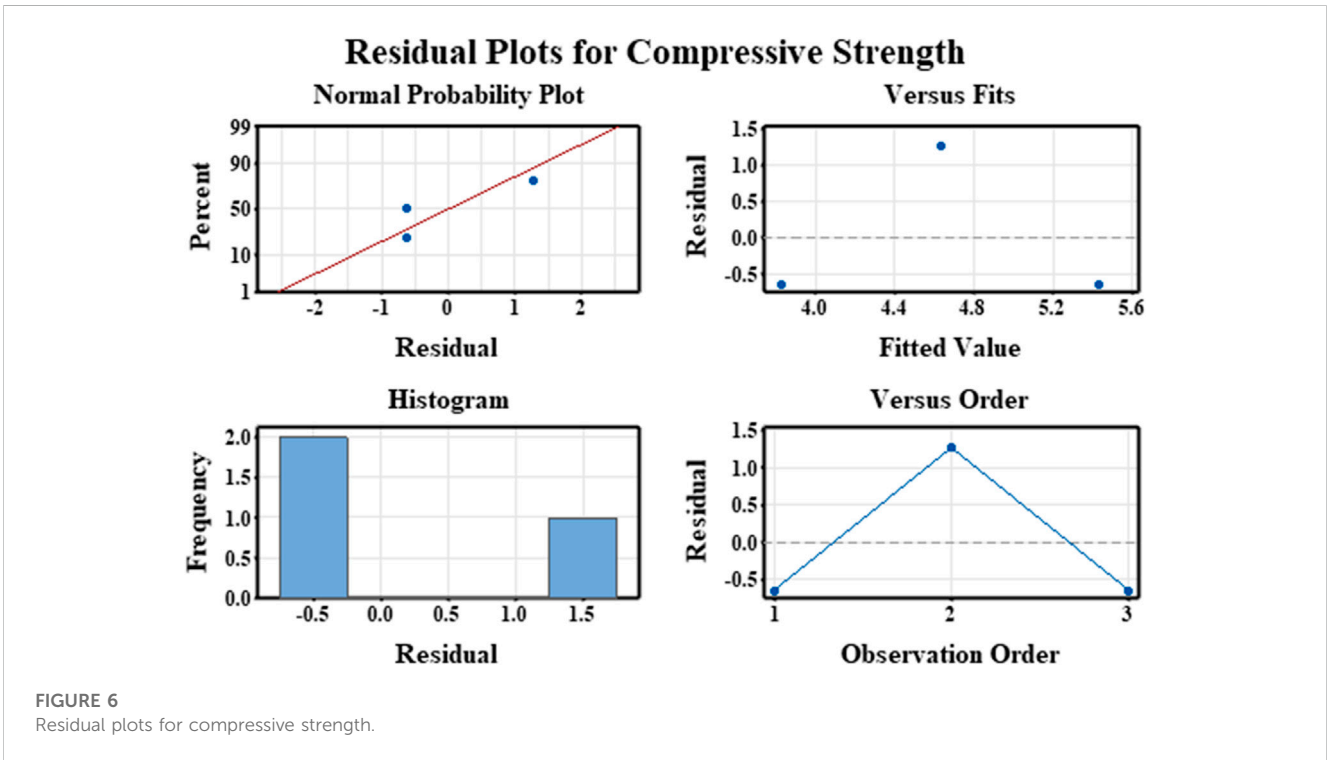 Residual Plots for Compressive Strength
Normal Probability Plot
99
90
50
10
1
Percent
-2 -1 0 1 2
Residual
Versus Fits
1.5
1.0
0.5
0.0
-0.5
Residual
4.0 4.4 4.8 5.2 5.6
Fitted Value
Histogram
2.0
1.5
1.0
0.5
0.0
Frequency
-0.5 0.0 0.5 1.0 1.5
Residual
Versus Order
1.5
1.0
0.5
0.0
-0.5
Residual
1 2 3
Observation Order
FIGURE 6
Residual plots for compressive strength.